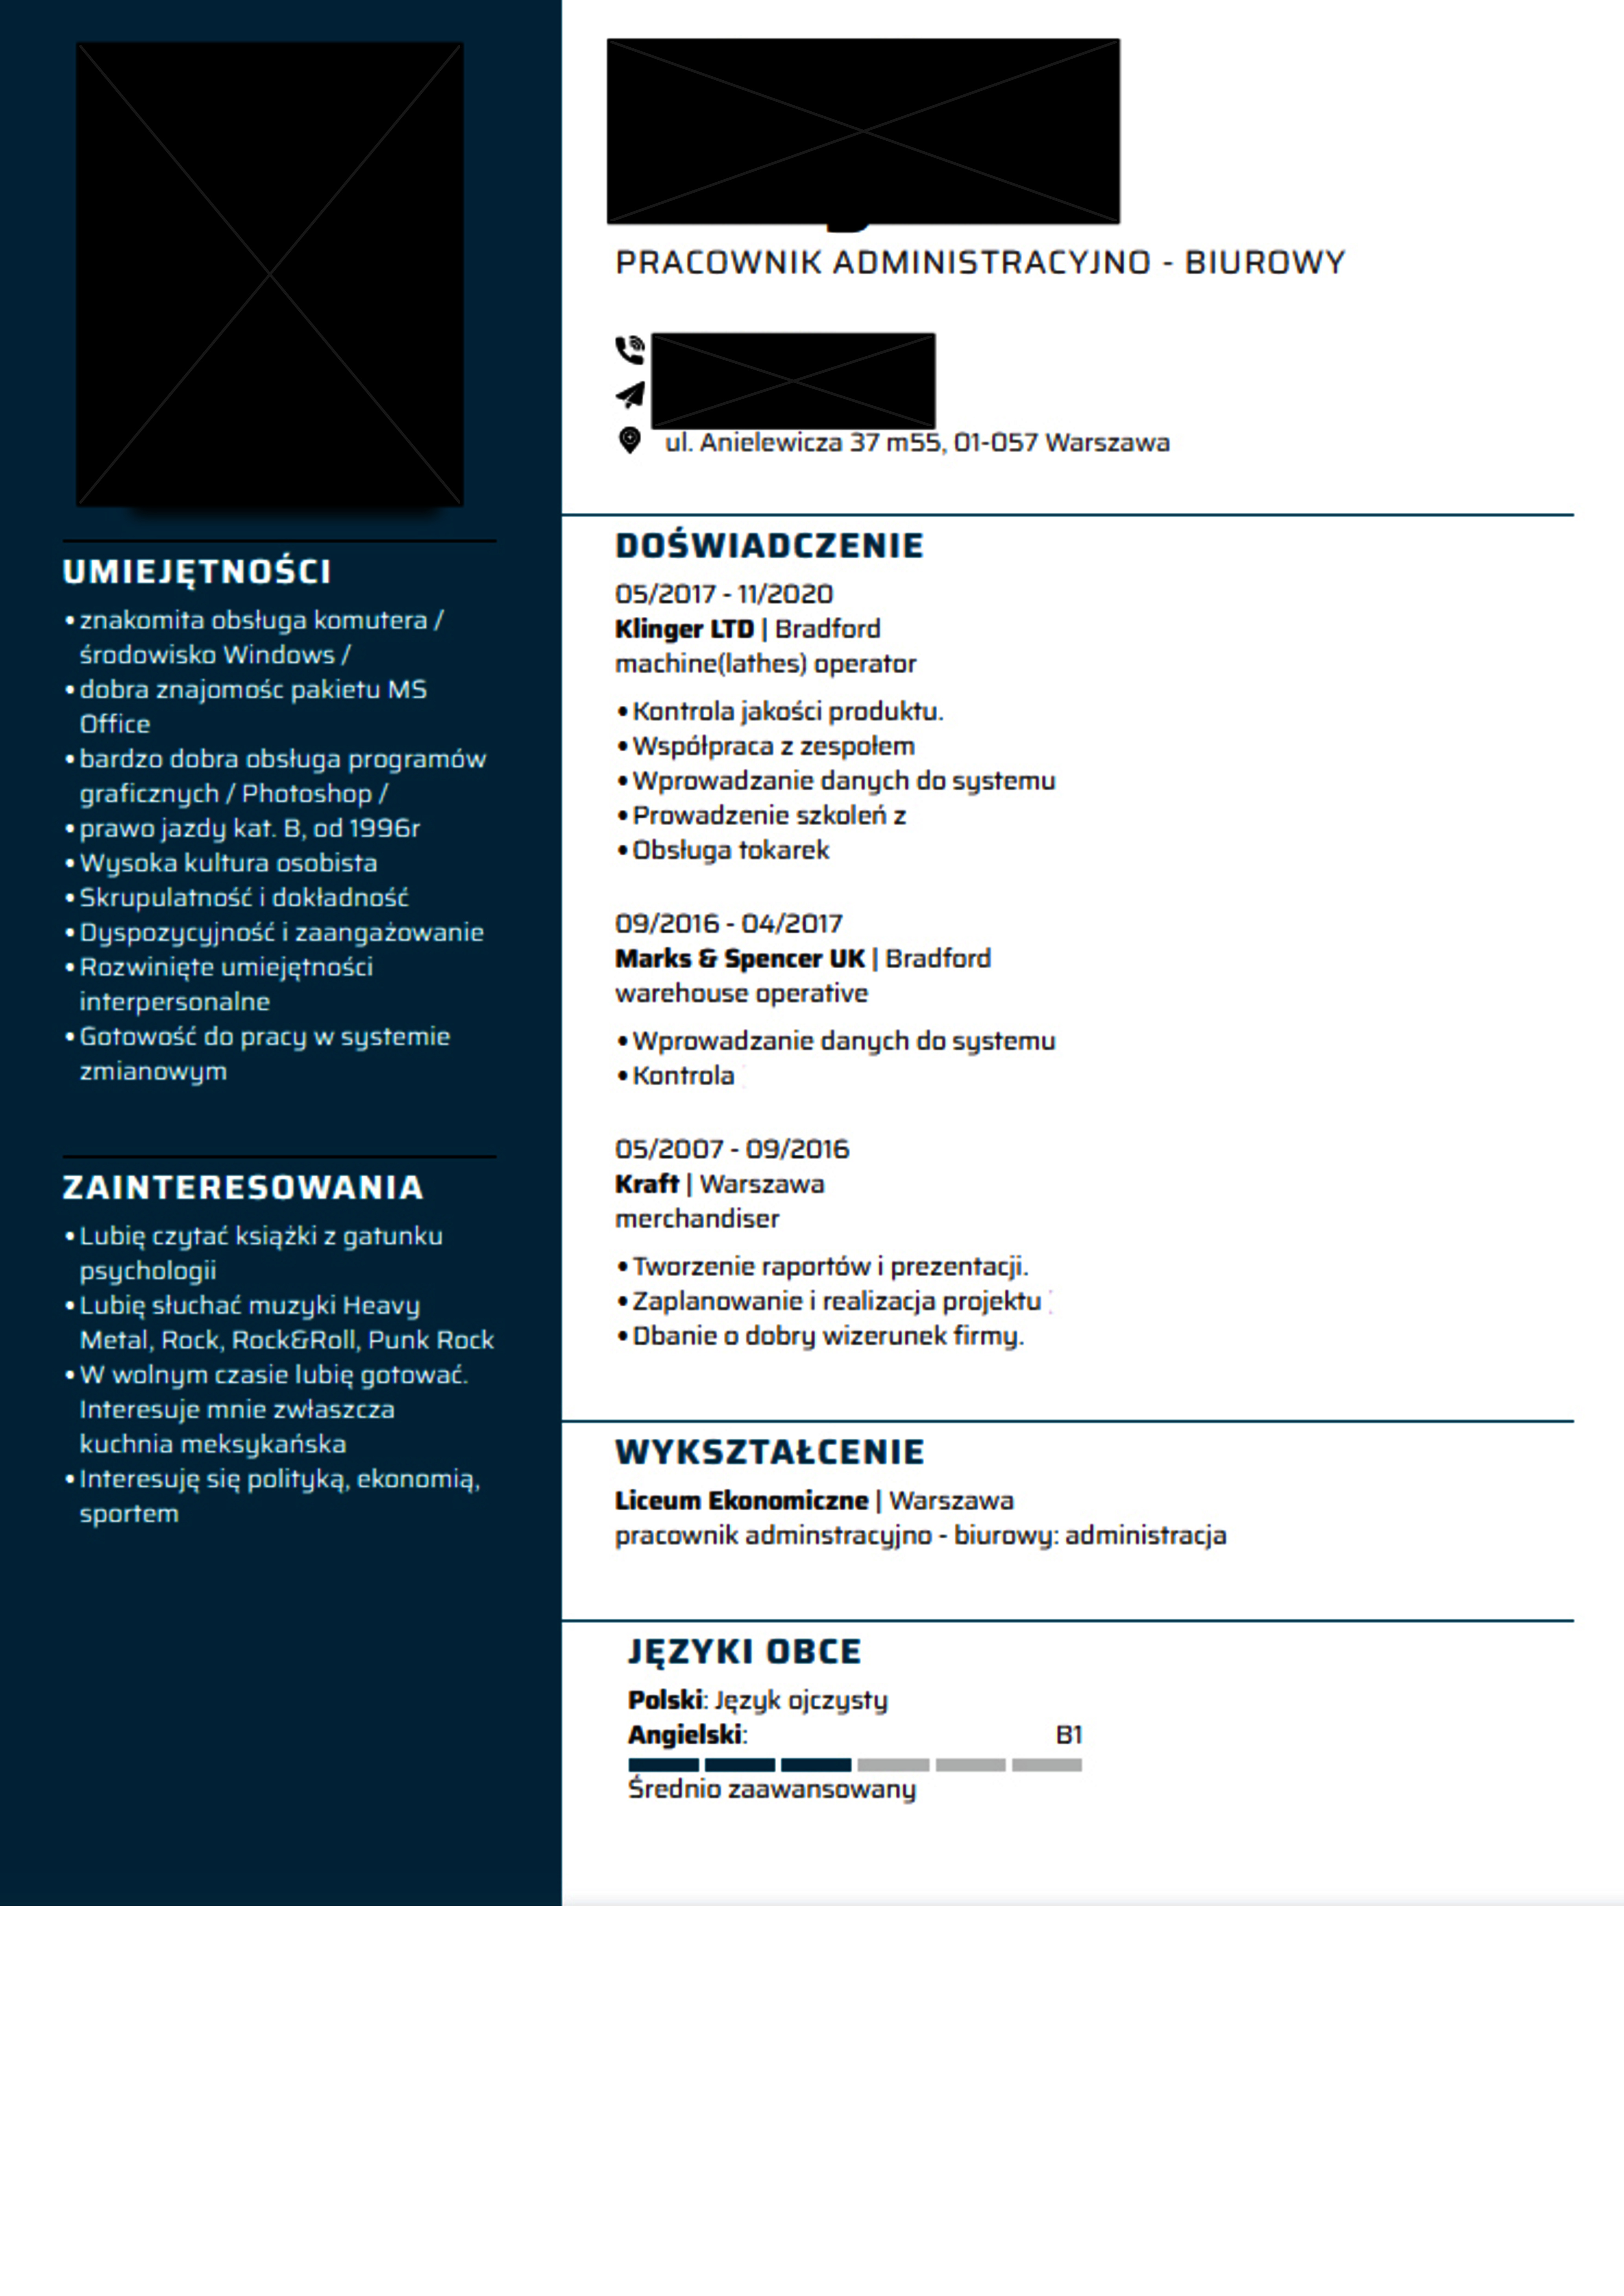 PRACOWNIK ADMINISTRACYJNO - BIUROWY
ul. Anielewicza 37 m55, 01-057 Warszawa
UMIEJĘTNOŚCI
•znakomita obsługa komutera /
środowisko Windows /
•dobra znajomośc pakietu MS
Office
•bardzo dobra obsługa programów
graficznych / Photoshop /
•prawo jazdy kat. B, od 1996r
•Wysoka kultura osobista
•Skrupulatność i dokładność
•Dyspozycyjność i zaangażowanie
•Rozwinięte umiejętności
interpersonalne
•Gotowość do pracy w systemie
zmianowym
ZAINTERESOWANIA
•Lubię czytać książki z gatunku
psychologii
•Lubię słuchać muzyki Heavy
Metal, Rock, Rock&Roll, Punk Rock
•W wolnym czasie lubię gotować.
Interesuje mnie zwłaszcza
kuchnia meksykańska
•Interesuję się polityką, ekonomią,
sportem
DOŚWIADCZENIE
05/2017 - 11/2020
Klinger LTD | Bradford
machine(lathes) operator
•Kontrola jakości produktu.
•Współpraca z zespołem
•Wprowadzanie danych do systemu
•Prowadzenie szkoleń z
•Obsługa tokarek
09/2016 - 04/2017
Marks & Spencer UK | Bradford
warehouse operative
•Wprowadzanie danych do systemu
•Kontrola
05/2007 - 09/2016
Kraft | Warszawa
merchandiser
•Tworzenie raportów i prezentacji.
•Zaplanowanie i realizacja projektu
•Dbanie o dobry wizerunek firmy.
WYKSZTAŁCENIE
Liceum Ekonomiczne | Warszawa
pracownik adminstracyjno - biurowy: administracja
JĘZYKI OBCE
Polski: Język ojczysty
Angielski: B1
Średnio zaawansowany